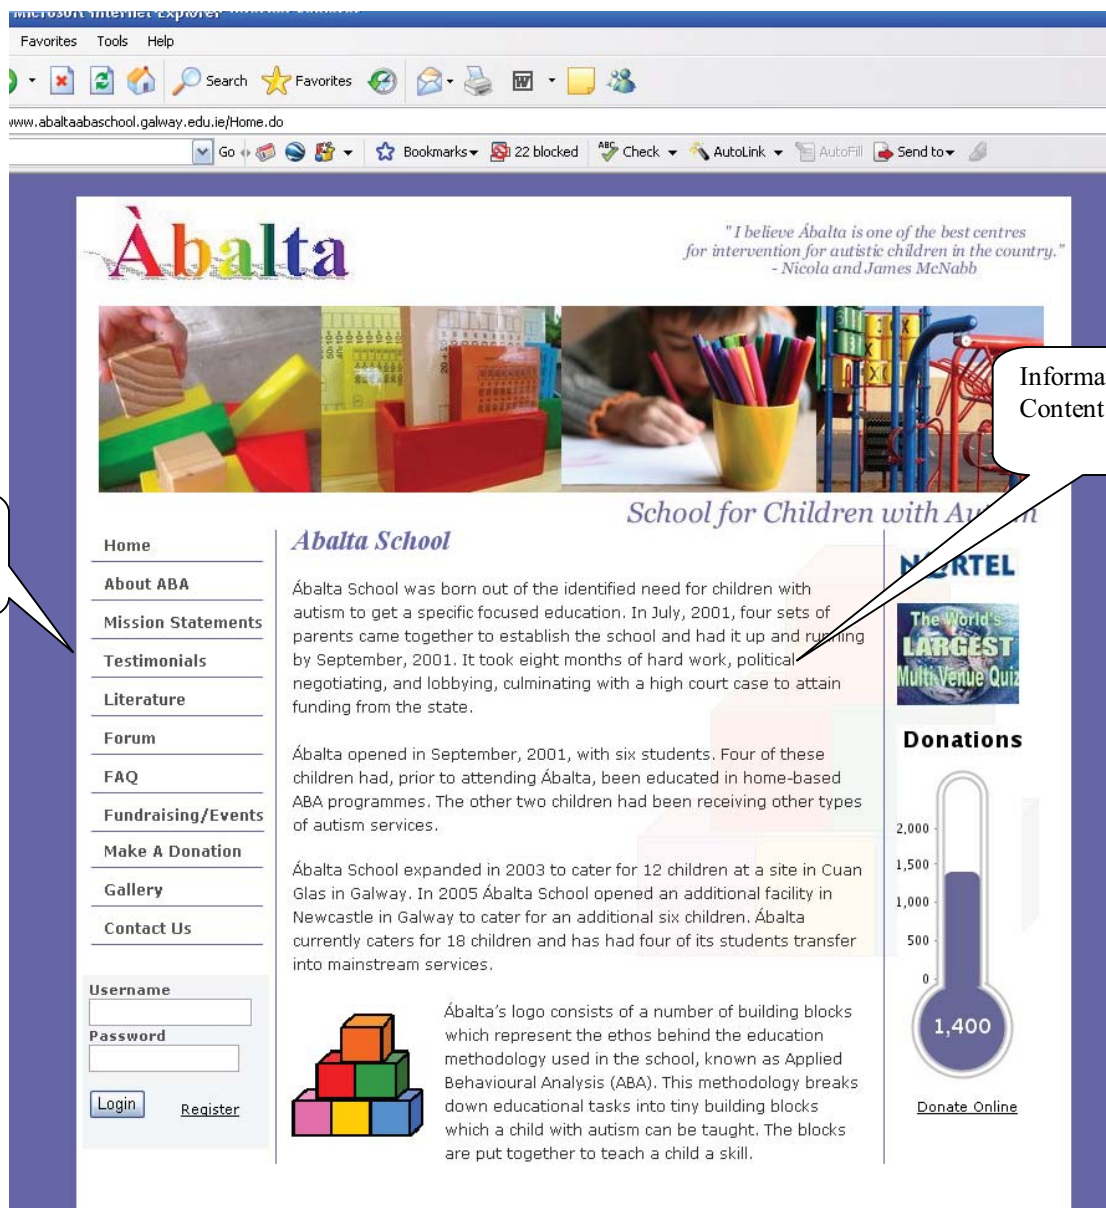 Microsoft Internet Explorer
Favorites Tools Help
Search Favorites
www.abaltaabaschool.galway.edu.ie/Home.do
Go Bookmarks 22 blocked ABC Check AutoLink AutoFill Send to
Àbalta
"I believe Ábalta is one of the best centres
for intervention for autistic children in the country."
- Nicola and James McNabb
Informa
Content
School for Children with Autism
Home
About ABA
Mission Statements
Testimonials
Literature
Forum
FAQ
Fundraising/Events
Make A Donation
Gallery
Contact Us
Username
Password
Login Register
Ábalta School
Ábalta School was born out of the identified need for children with
autism to get a specific focused education. In July, 2001, four sets of
parents came together to establish the school and had it up and running
by September, 2001. It took eight months of hard work, political
negotiating, and lobbying, culminating with a high court case to attain
funding from the state.
Ábalta opened in September, 2001, with six students. Four of these
children had, prior to attending Ábalta, been educated in home-based
ABA programmes. The other two children had been receiving other types
of autism services.
Ábalta School expanded in 2003 to cater for 12 children at a site in Cuan
Glas in Galway. In 2005 Ábalta School opened an additional facility in
Newcastle in Galway to cater for an additional six children. Ábalta
currently caters for 18 children and has had four of its students transfer
into mainstream services.
Ábalta's logo consists of a number of building blocks
which represent the ethos behind the education
methodology used in the school, known as Applied
Behavioural Analysis (ABA). This methodology breaks
down educational tasks into tiny building blocks
which a child with autism can be taught. The blocks
are put together to teach a child a skill.
NORTEL
The World's
LARGEST
Multi-Venue Quiz
Donations
2,000
1,500
1,000
500
0
1,400
Donate Online